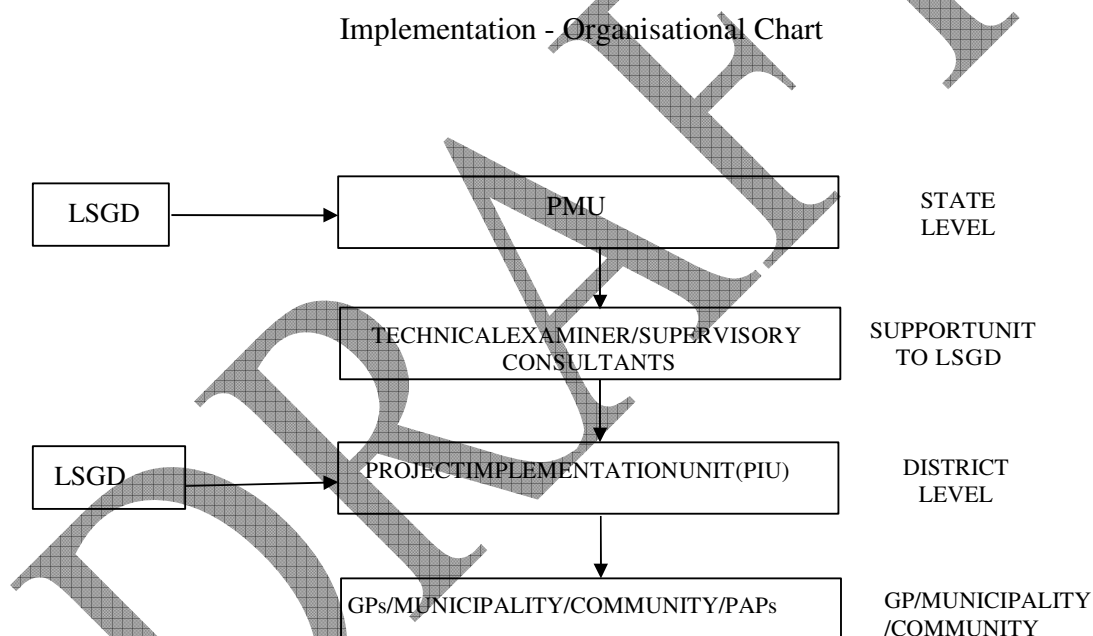 Implementation - Organisational Chart
LSGD
PMU
STATE
LEVEL
TECHNICALEXAMINER/SUPERVISORY
CONSULTANTS
SUPPORTUNIT
TO LSGD
LSGD
PROJECTIMPLEMENTATIONUNIT(PIU)
DISTRICT
LEVEL
GPs/MUNICIPALITY/COMMUNITY/PAPs
GP/MUNICIPALITY
/COMMUNITY
DRAFT